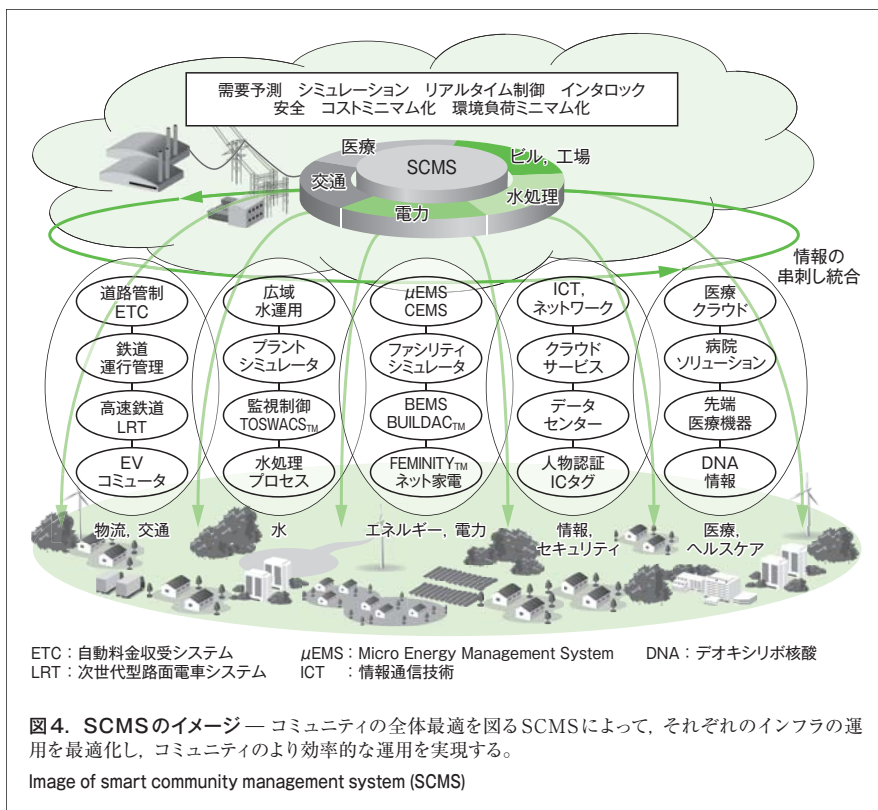 需要予測 シミュレーション リアルタイム制御 インタロック
安全 コストミニマム化 環境負荷ミニマム化
医療
SCMS
ビル，工場
交通
水処理
電力
情報の
串刺し統合
道路管制
ETC
鉄道
運行管理
高速鉄道
LRT
EV
コミュータ
広域
水運用
プラント
シミュレータ
監視制御
TOSWACS™
水処理
プロセス
μEMS
CEMS
ファシリティ
シミュレータ
BEMS
BUILDAC™
FEMINITY™
ネット家電
ICT，
ネットワーク
クラウド
サービス
データ
センター
人物認証
ICタグ
医療
クラウド
病院
ソリューション
先端
医療機器
DNA
情報
物流，交通
水
エネルギー，電力
情報，
セキュリティ
医療，
ヘルスケア
ETC：自動料金収受システム μEMS：Micro Energy Management System DNA：デオキシリボ核酸
LRT：次世代型路面電車システム ICT ：情報通信技術
図4．SCMSのイメージ — コミュニティの全体最適を図るSCMSによって，それぞれのインフラの運
用を最適化し，コミュニティのより効率的な運用を実現する。
Image of smart community management system (SCMS)